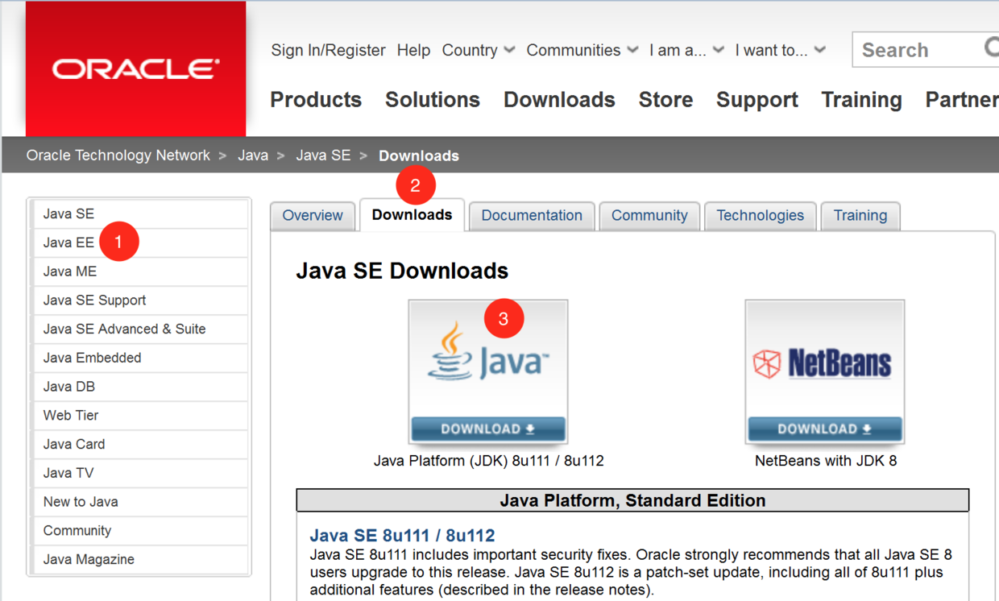 ORACLE
Sign In/Register Help Country Communities I am a... I want to... Search
Products Solutions Downloads Store Support Training Partner
Oracle Technology Network > Java > Java SE > Downloads
2
Java SE
Java EE 1
Java ME
Java SE Support
Java SE Advanced & Suite
Java Embedded
Java DB
Web Tier
Java Card
Java TV
New to Java
Community
Java Magazine
Overview Downloads Documentation Community Technologies Training
Java SE Downloads
3
Java™
DOWNLOAD
Java Platform (JDK) 8u111 / 8u112
NetBeans
DOWNLOAD
NetBeans with JDK 8
Java Platform, Standard Edition
Java SE 8u111 / 8u112
Java SE 8u111 includes important security fixes. Oracle strongly recommends that all Java SE 8
users upgrade to this release. Java SE 8u112 is a patch-set update, including all of 8u111 plus
additional features (described in the release notes).